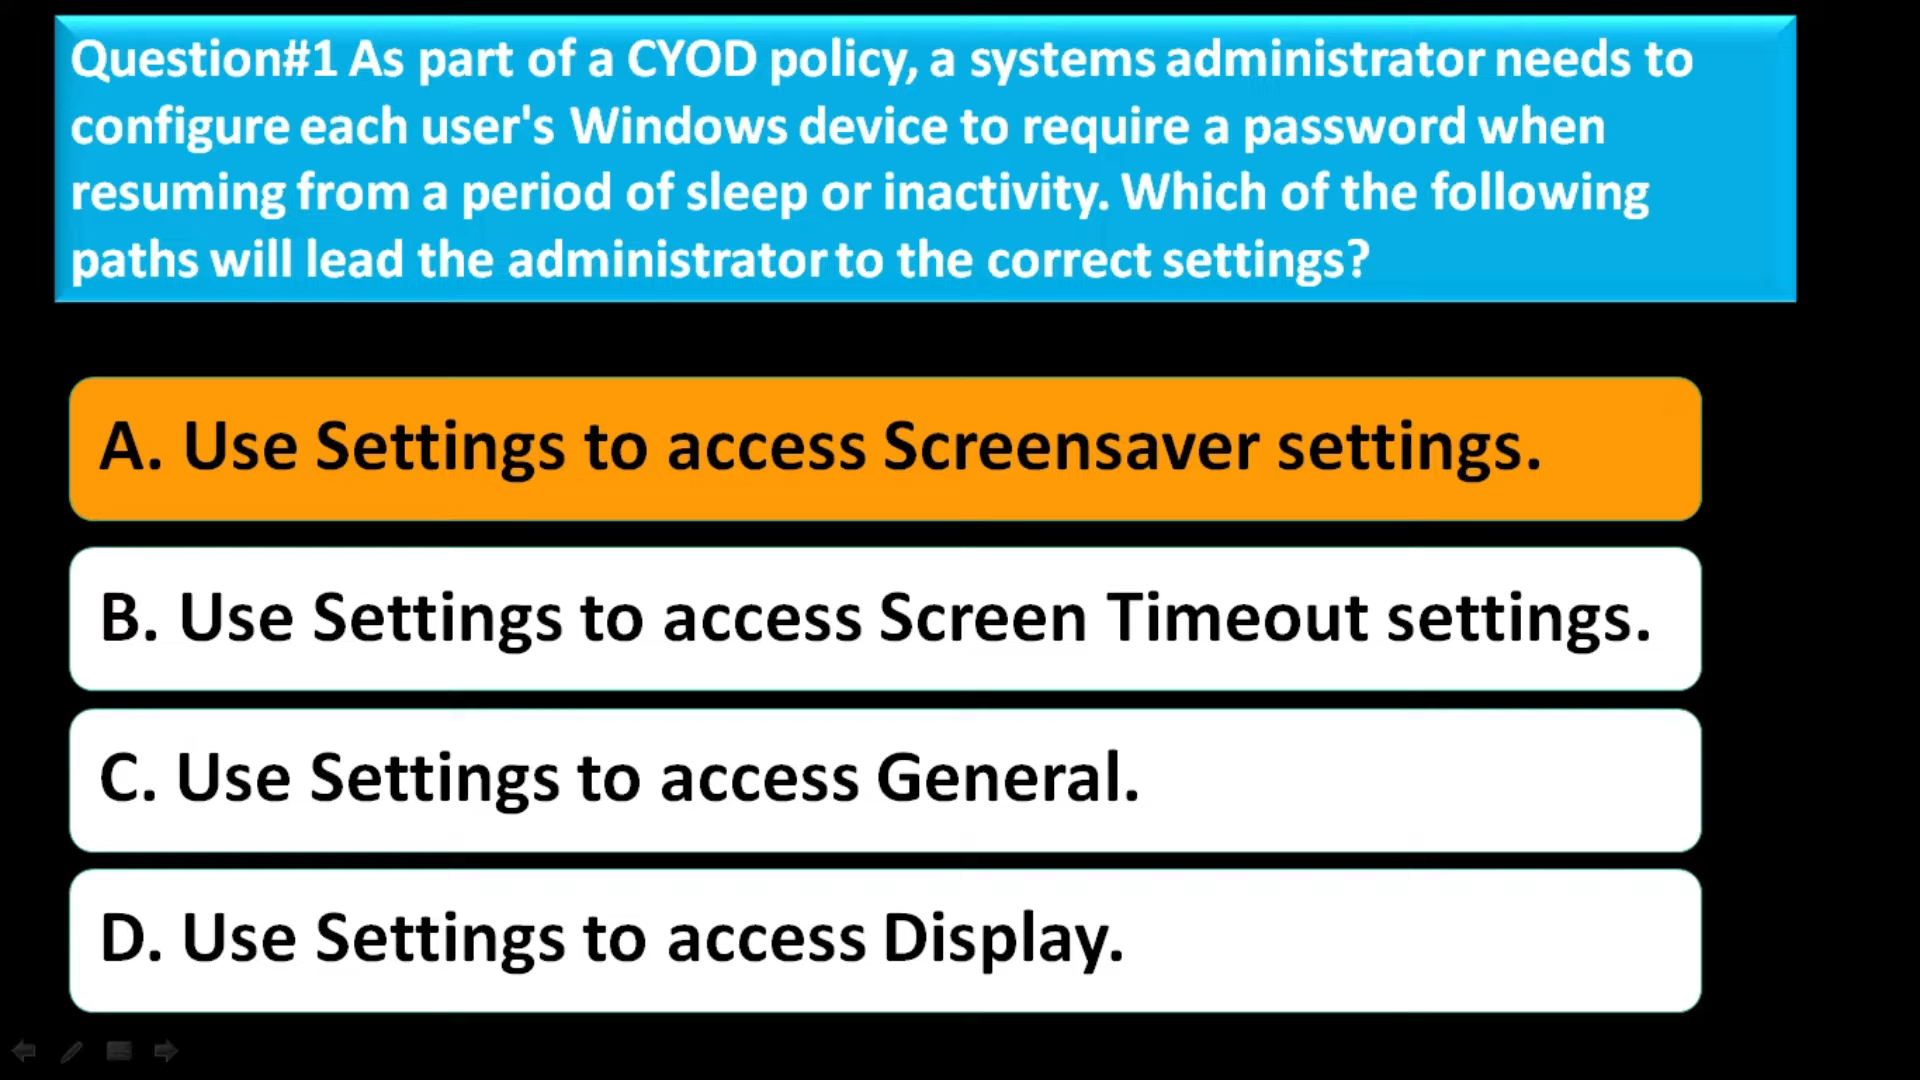 Question#1 As part of a CYOD policy, a systems administrator needs to
configure each user's Windows device to require a password when
resuming from a period of sleep or inactivity. Which of the following
paths will lead the administrator to the correct settings?
A. Use Settings to access Screensaver settings.
B. Use Settings to access Screen Timeout settings.
C. Use Settings to access General.
D. Use Settings to access Display.